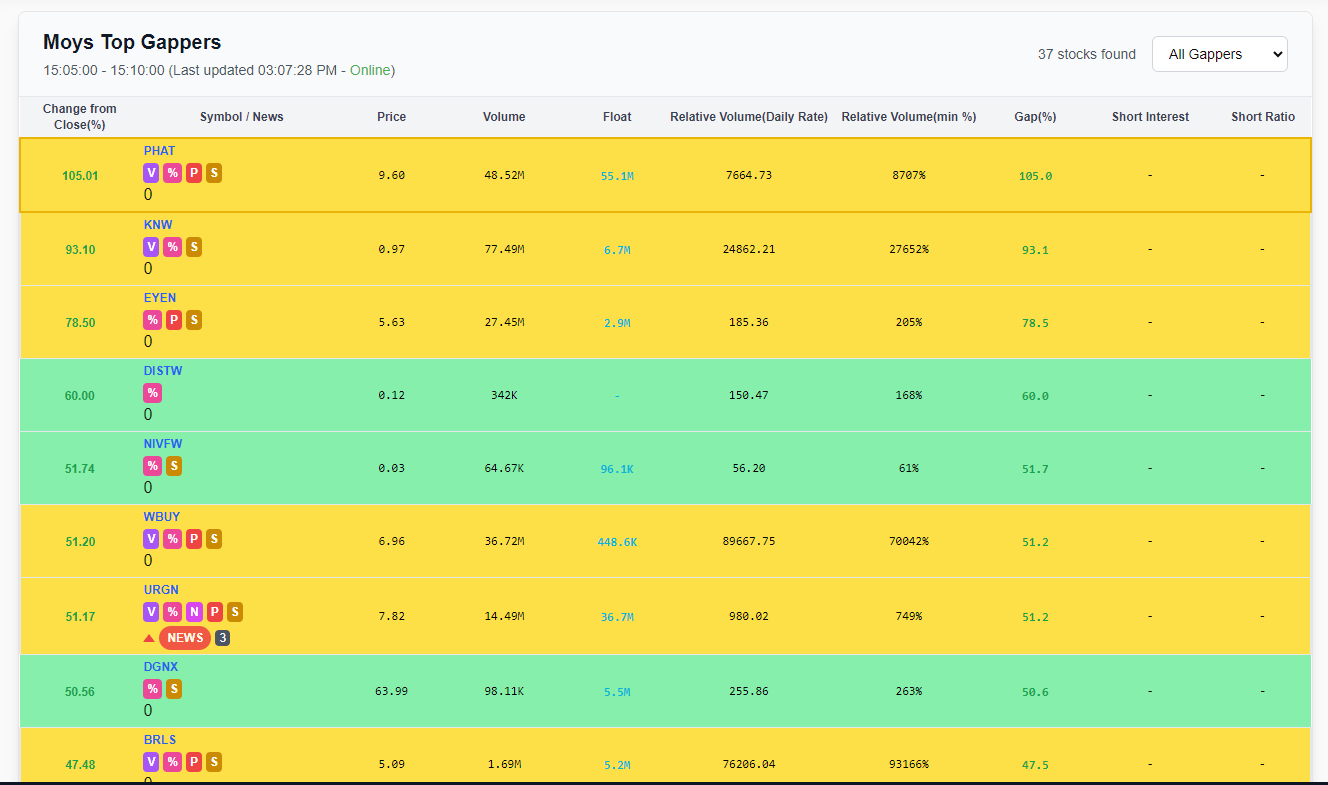 Moys Top Gappers
15:05:00 - 15:10:00 (Last updated 03:07:28 PM - Online)
37 stocks found
All Gappers
Change from Close(%) Symbol / News Price Volume Float Relative Volume(Daily Rate) Relative Volume(min %) Gap(%) Short Interest Short Ratio
PHAT
V % P S
105.01 9.60 48.52M 55.1M 7664.73 8707% 105.0 - -
0
KNW
V % S
93.10 0.97 77.49M 6.7M 24862.21 27652% 93.1 - -
0
EYEN
% P S
78.50 5.63 27.45M 2.9M 185.36 205% 78.5 - -
0
DISTW
%
60.00 0.12 342K - 150.47 168% 60.0 - -
0
NIVFW
% S
51.74 0.03 64.67K 96.1K 56.20 61% 51.7 - -
0
WBUY
V % P S
51.20 6.96 36.72M 448.6K 89667.75 70042% 51.2 - -
0
URGN
V % N P S
51.17 7.82 14.49M 36.7M 980.02 749% 51.2 - -
NEWS 3
DGNX
% S
50.56 63.99 98.11K 5.5M 255.86 263% 50.6 - -
0
BRLS
V % P S
47.48 5.09 1.69M 5.2M 76206.04 93166% 47.5 - -